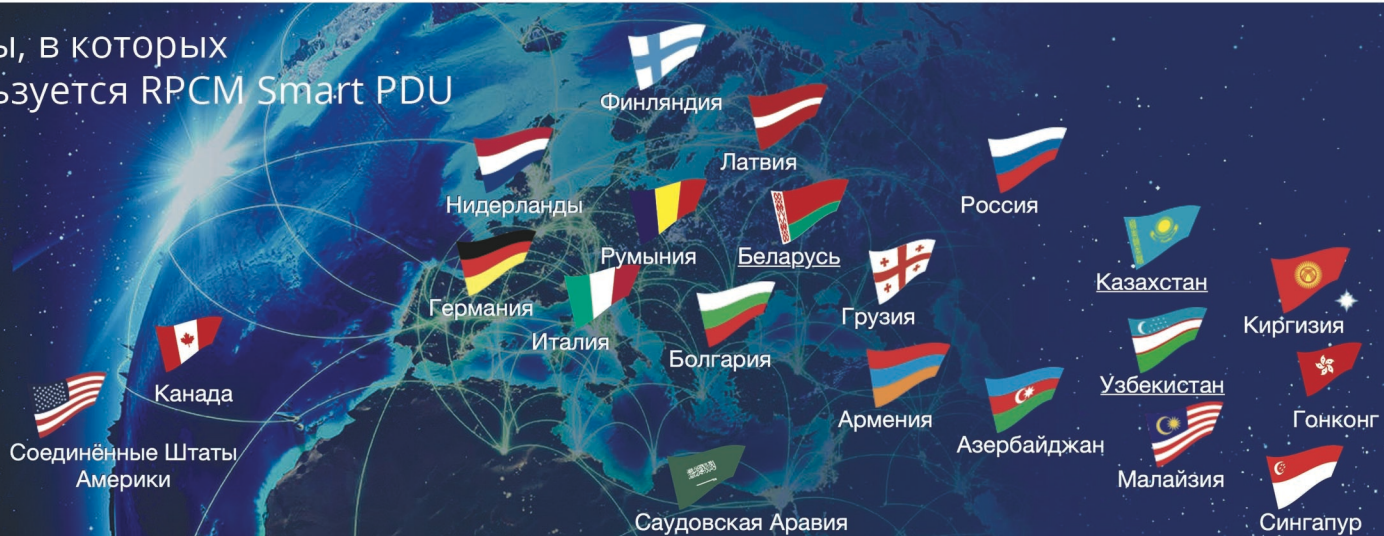 ы, в которых
ьзуется RPCM Smart PDU
Финляндия
Латвия
Нидерланды
Россия
Румыния
Беларусь
Казахстан
Германия
Грузия
Киргизия
Италия
Болгария
Канада
Узбекистан
Армения
Гонконг
Азербайджан
Соединённые Штаты
Америки
Малайзия
Саудовская Аравия
Сингапур